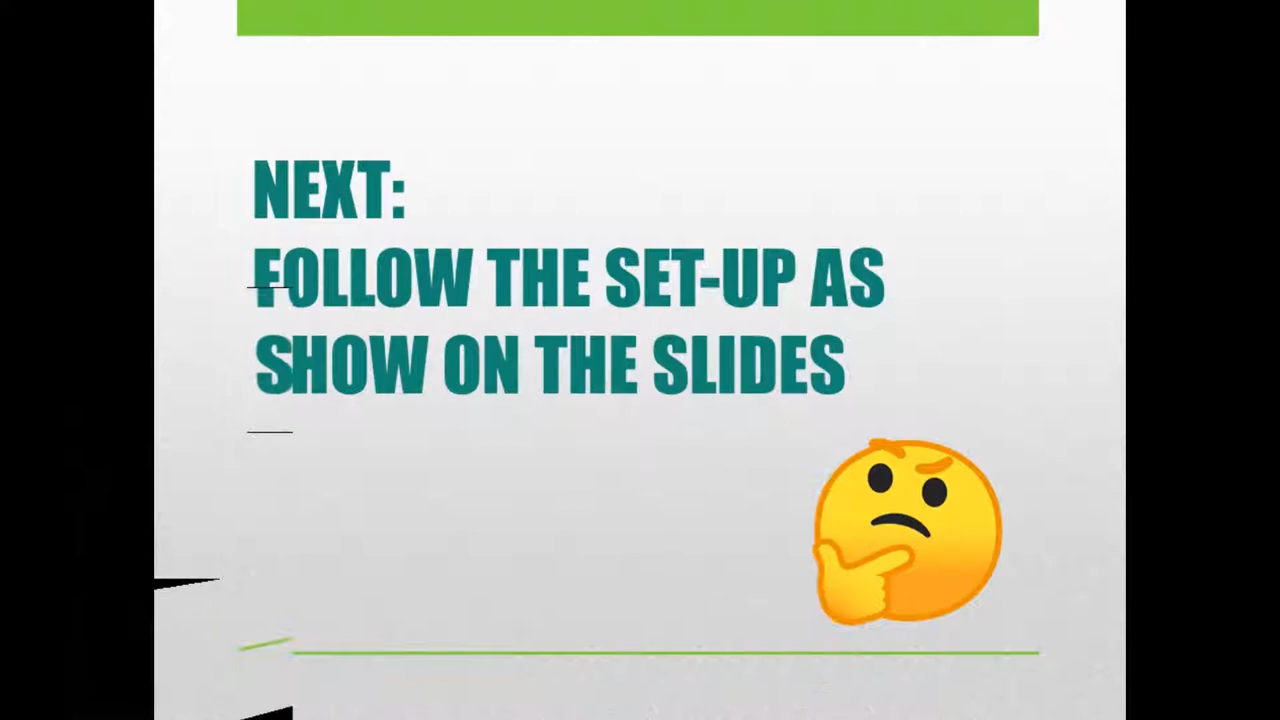 NEXT:
FOLLOW THE SET-UP AS
SHOW ON THE SLIDES